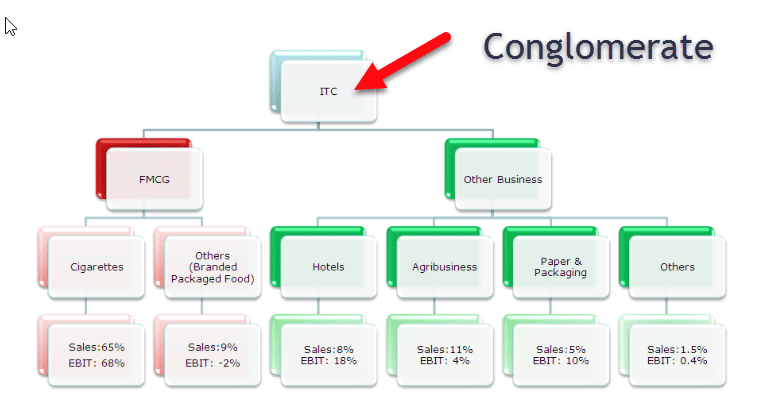 Conglomerate
ITC
FMCG
Other Business
Cigarettes
Others
(Branded
Packaged Food)
Hotels
Agribusiness
Paper &
Packaging
Others
Sales:65%
EBIT: 68%
Sales:9%
EBIT: -2%
Sales:8%
EBIT: 18%
Sales:11%
EBIT: 4%
Sales:5%
EBIT: 10%
Sales:1.5%
EBIT: 0.4%